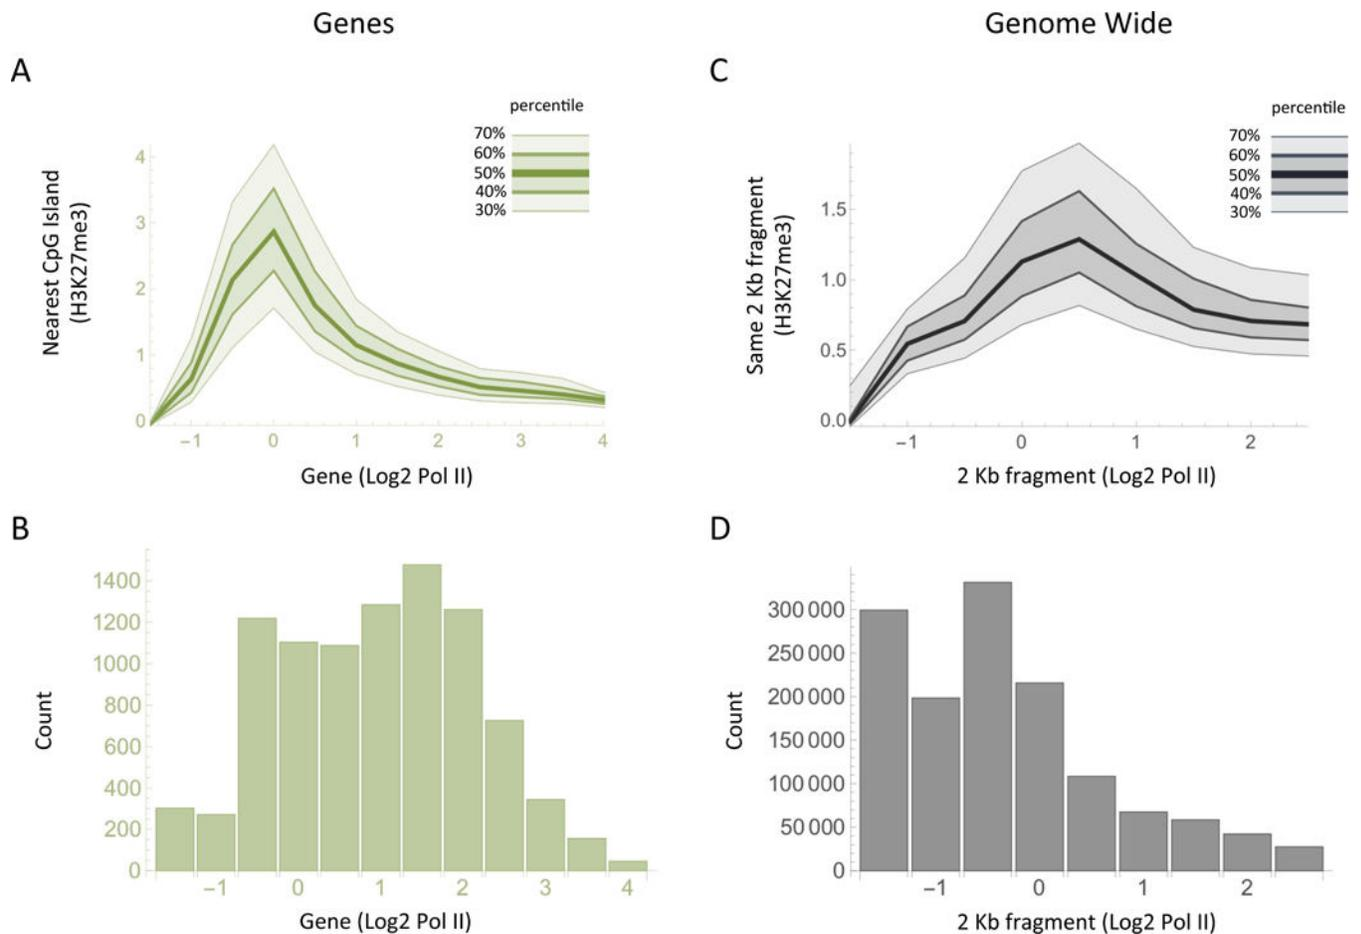 Genes
Genome Wide
A
percentile
70%
60%
50%
40%
30%
Nearest CpG Island
(H3K27me3)
4
3
2
1
0
−1 0 1 2 3 4
Gene (Log2 Pol II)
C
percentile
70%
60%
50%
40%
30%
Same 2 Kb fragment
(H3K27me3)
1.5
1.0
0.5
0.0
−1 0 1 2
2 Kb fragment (Log2 Pol II)
B
Count
1400
1200
1000
800
600
400
200
0
−1 0 1 2 3 4
Gene (Log2 Pol II)
D
Count
300 000
250 000
200 000
150 000
100 000
50 000
0
−1 0 1 2
2 Kb fragment (Log2 Pol II)